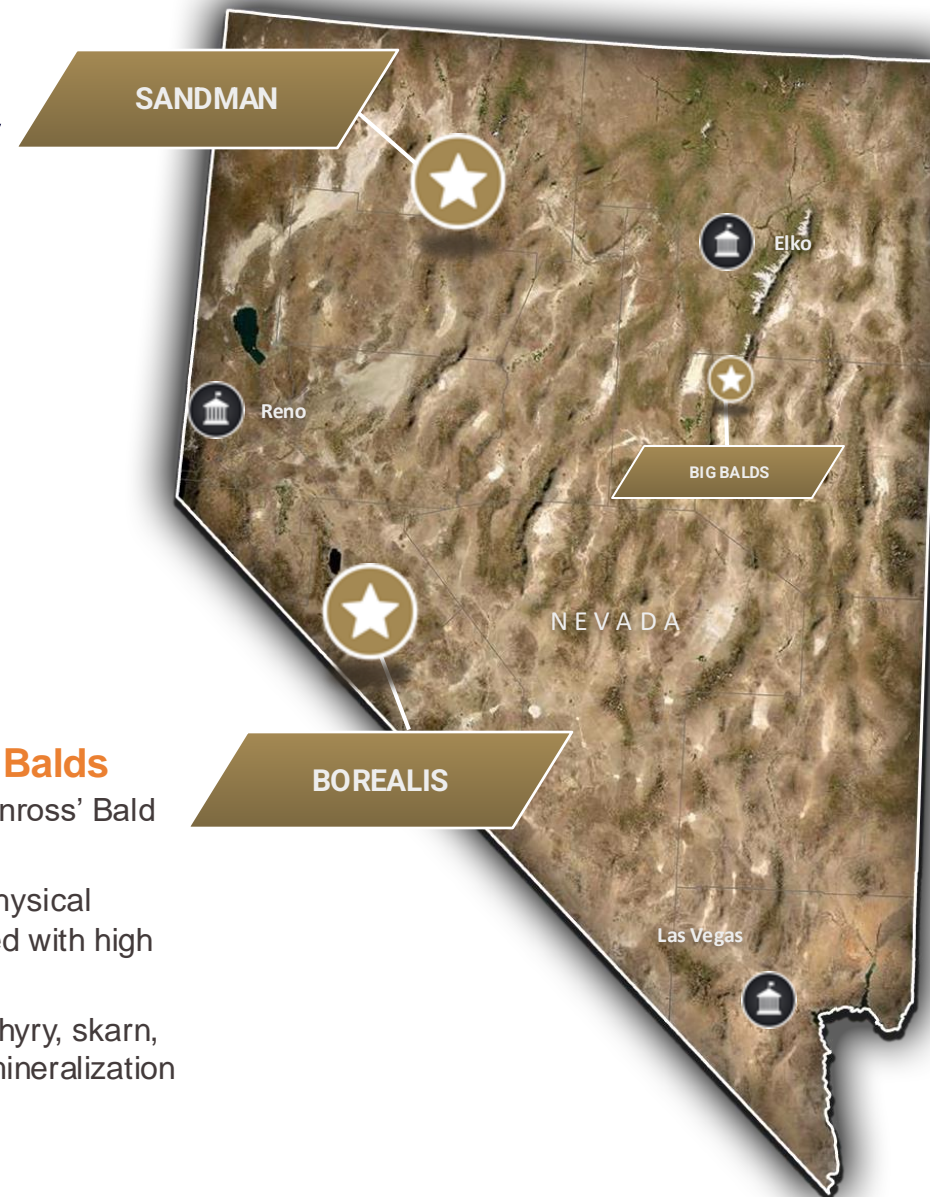 SANDMAN
Elko
Reno
BIG BALDS
NEVADA
Balds
nross’ Bald
BOREALIS
hysical
ed with high
Las Vegas
hyry, skarn,
mineralization